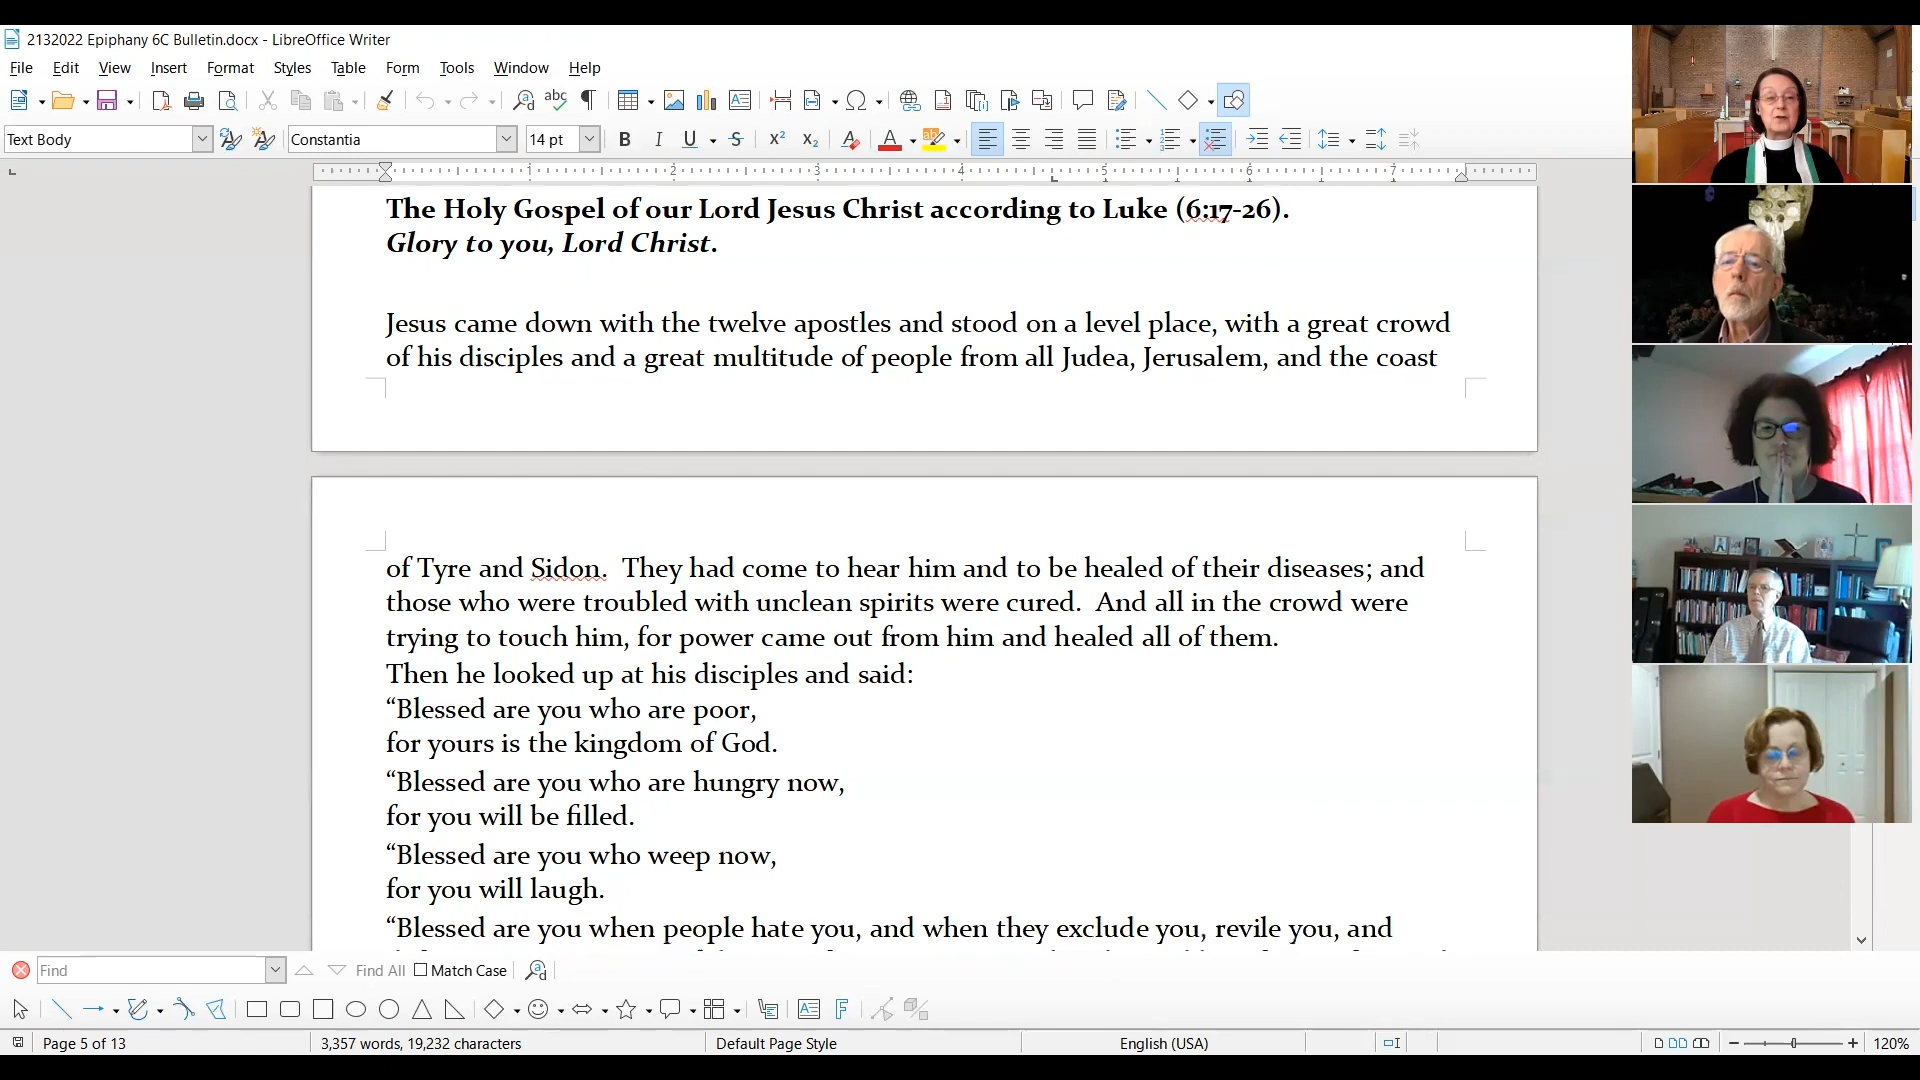 2132022 Epiphany 6C Bulletin.docx - LibreOffice Writer
File Edit View Insert Format Styles Table Form Tools Window Help
Text Body Constantia 14 pt
1 2 3 4 5 6 7
The Holy Gospel of our Lord Jesus Christ according to Luke (6:17-26).
Glory to you, Lord Christ.
Jesus came down with the twelve apostles and stood on a level place, with a great crowd
of his disciples and a great multitude of people from all Judea, Jerusalem, and the coast
of Tyre and Sidon.  They had come to hear him and to be healed of their diseases; and
those who were troubled with unclean spirits were cured.  And all in the crowd were
trying to touch him, for power came out from him and healed all of them.
Then he looked up at his disciples and said:
“Blessed are you who are poor,
for yours is the kingdom of God.
“Blessed are you who are hungry now,
for you will be filled.
“Blessed are you who weep now,
for you will laugh.
“Blessed are you when people hate you, and when they exclude you, revile you, and
Find Find All Match Case
Page 5 of 13 3,357 words, 19,232 characters Default Page Style English (USA) 120%